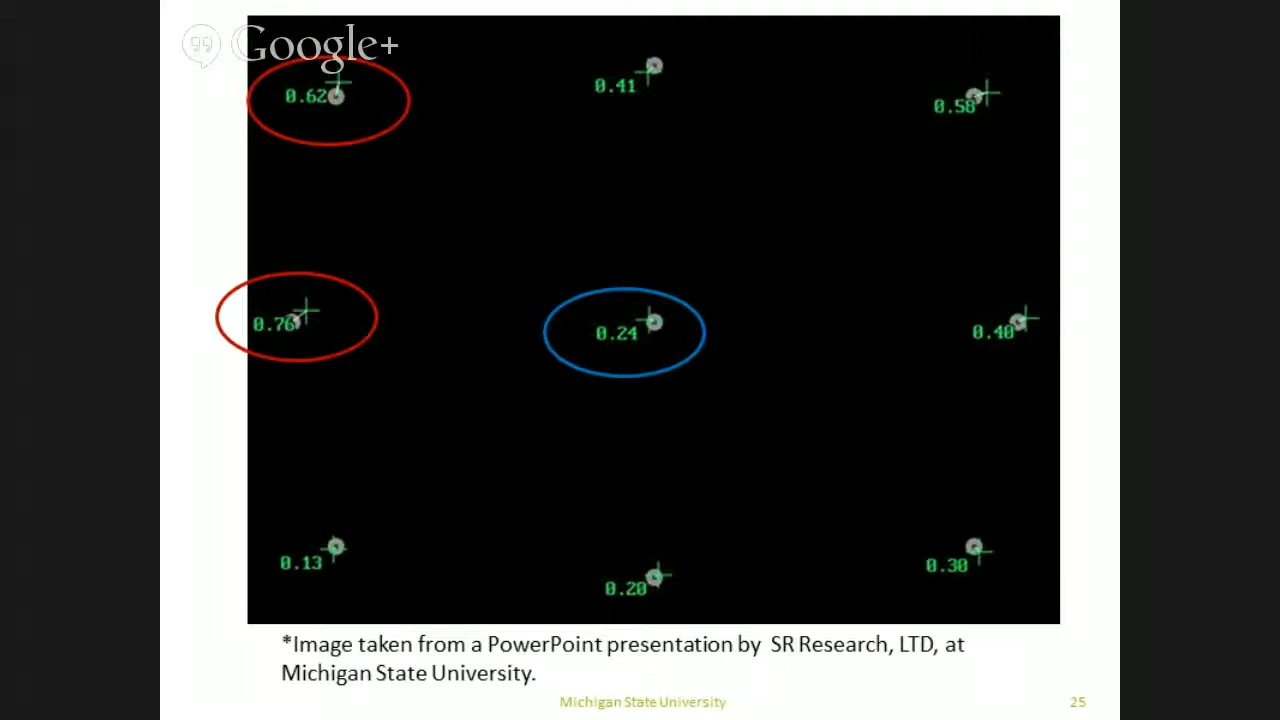 Google+
0.62
0.41
0.58
0.76
0.24
0.40
0.13
0.20
0.30
*Image taken from a PowerPoint presentation by SR Research, LTD, at
Michigan State University.
Michigan State University
25